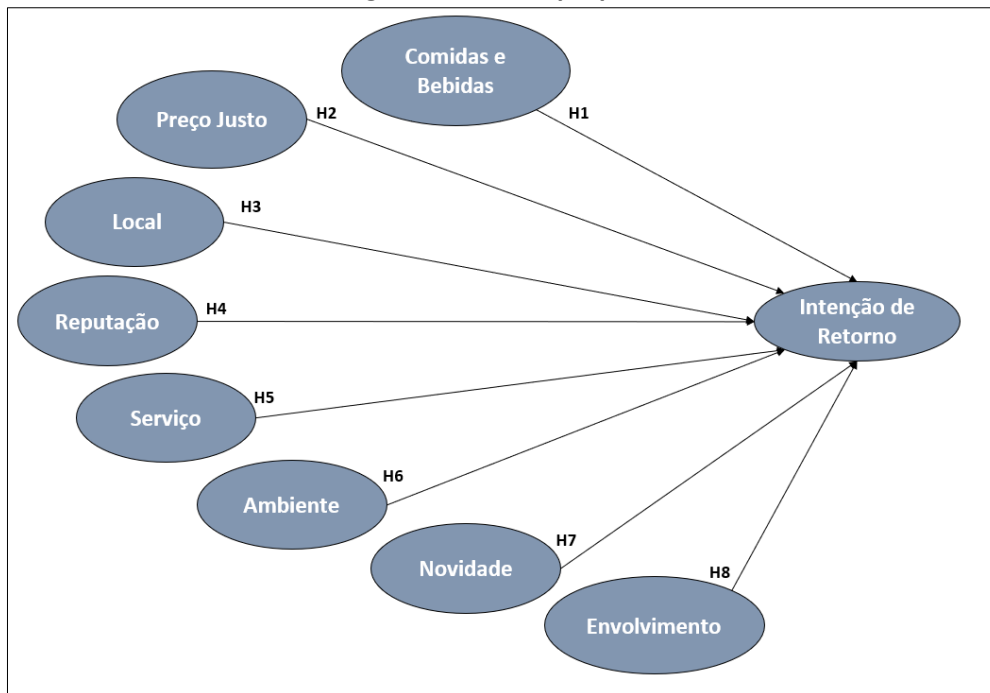 Comidas e
Bebidas
H1
Preço Justo
H2
Local
H3
Reputação
H4
Intenção de
Retorno
Serviço
H5
Ambiente
H6
Novidade
H7
Envolvimento
H8